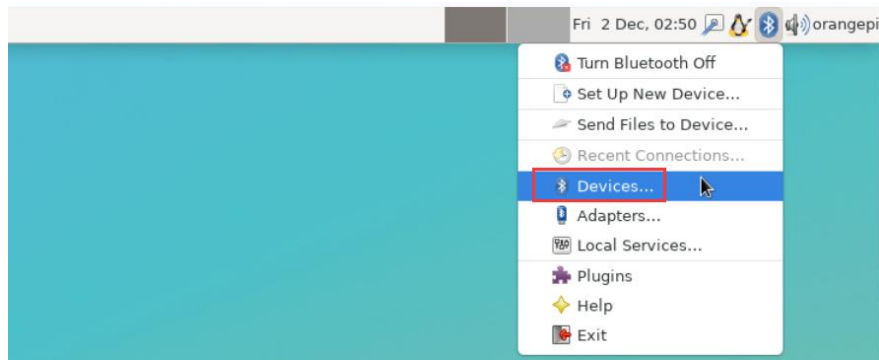 Fri 2 Dec, 02:50 orangepi
Turn Bluetooth Off
Set Up New Device...
Send Files to Device...
Recent Connections...
Devices...
Adapters...
Local Services...
Plugins
Help
Exit